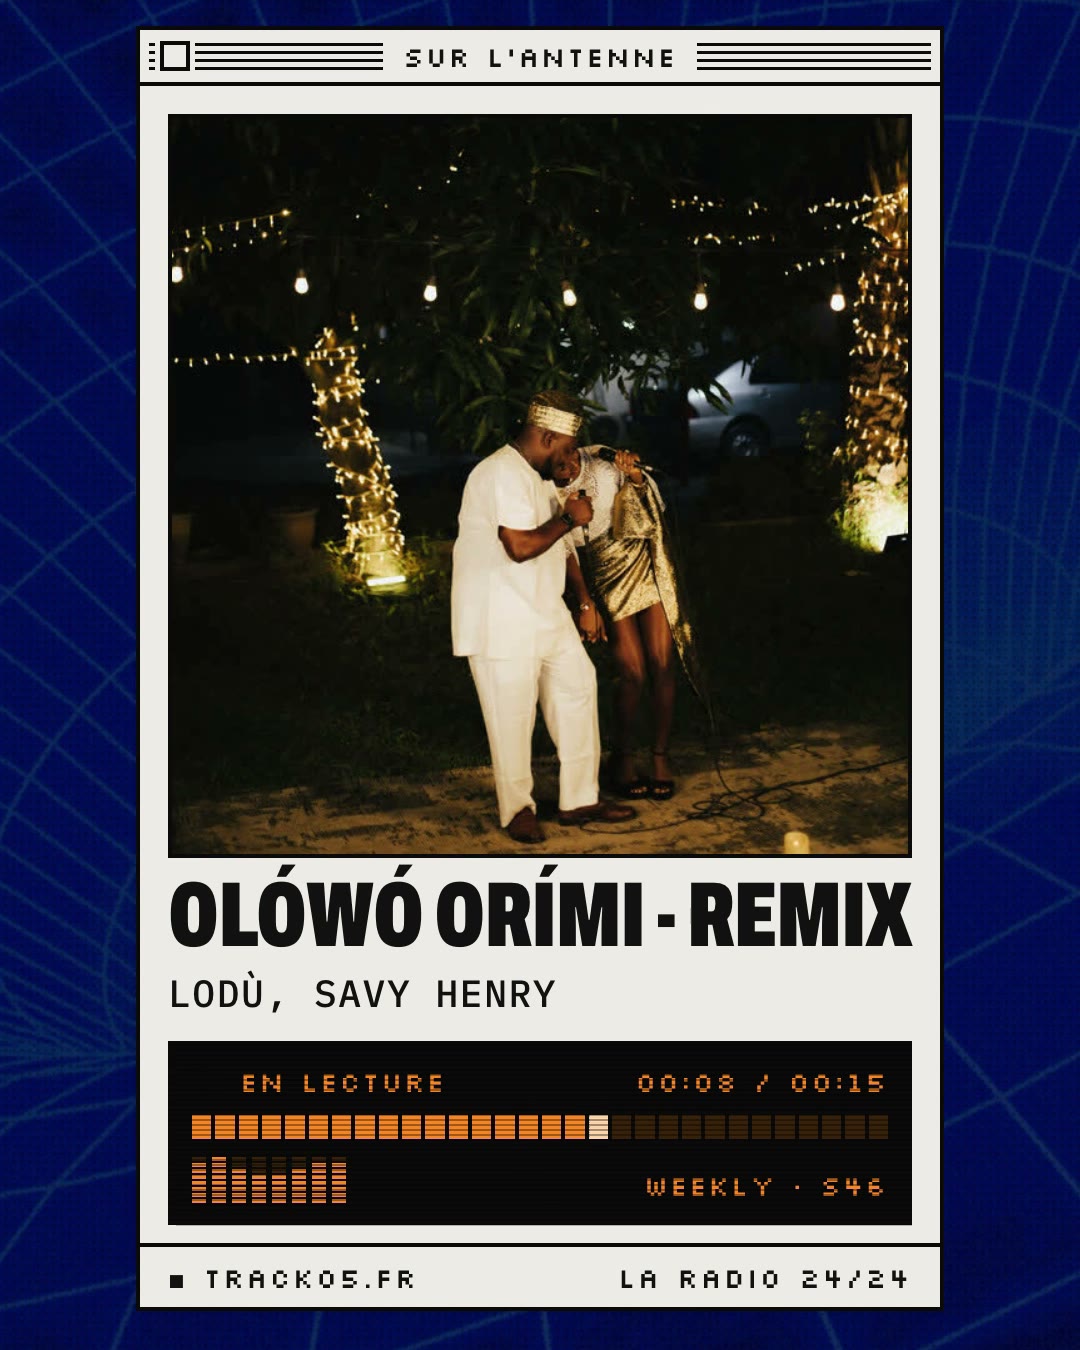 SUR L'ANTENNE
OLÓWÓ ORÍMI - REMIX
LODÙ, SAVY HENRY
EN LECTURE
00:08 / 00:15
WEEKLY · S46
TRACK05.FR
LA RADIO 24/24